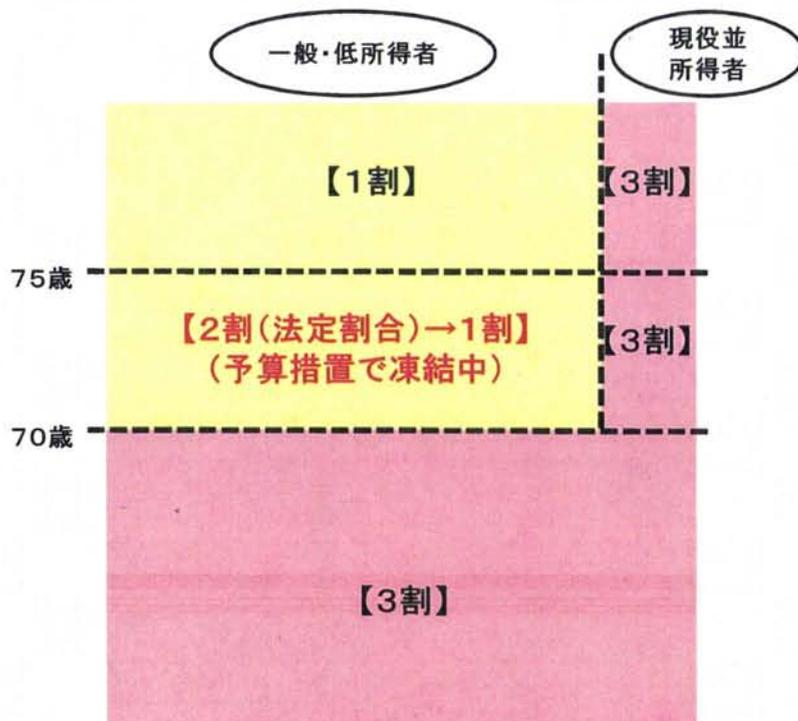 一般・低所得者
現役並
所得者
【1割】
【3割】
75歳
【2割(法定割合)→1割】
(予算措置で凍結中)
【3割】
70歳
【3割】